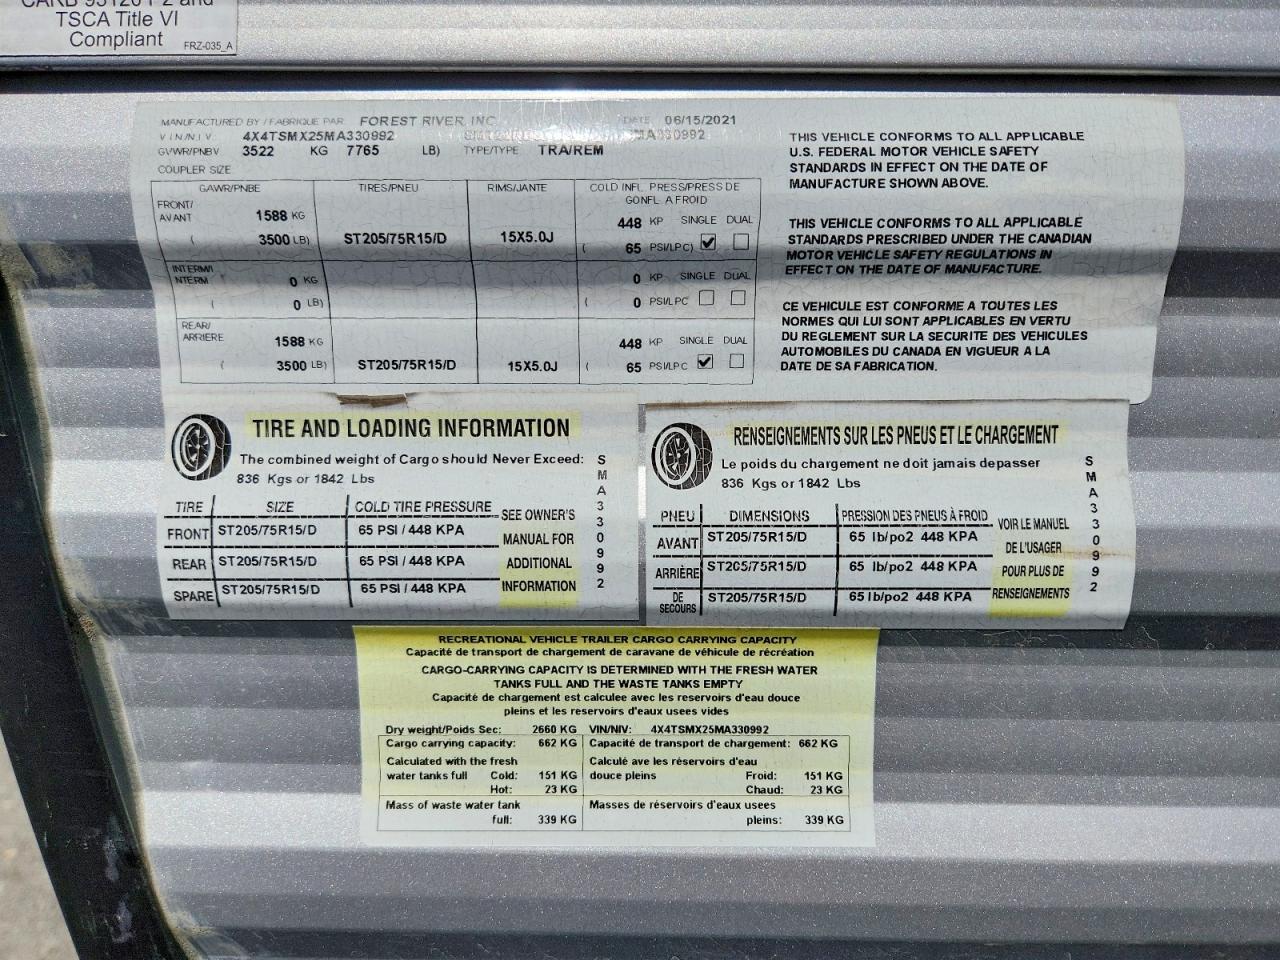 TSCA Title VI
Compliant FRZ-035_A
MANUFACTURED BY / FABRIQUE PAR: FOREST RIVER, INC. DATE 06/15/2021
V I N / N I V: 4X4TSMX25MA330992 MA330992
GVWR/PNBV 3522 KG 7765 LB) TYPE/TYPE TRA/REM
COUPLER SIZE
GAWR/PNBE TIRES/PNEU RIMS/JANTE COLD INFL. PRESS/PRESS DE
GONFL. A FROID
FRONT/
AVANT 1588 KG 448 KP SINGLE DUAL
( 3500 LB) ST205/75R15/D 15X5.0J ( 65 PSI/LPC)
INTERM/
INTERM 0 KG 0 KP SINGLE DUAL
( 0 LB) ( 0 PSI/LPC
REAR/
ARRIERE 1588 KG 448 KP SINGLE DUAL
3500 LB) ST205/75R15/D 15X5.0J ( 65 PSI/LPC
THIS VEHICLE CONFORMS TO ALL APPLICABLE
U.S. FEDERAL MOTOR VEHICLE SAFETY
STANDARDS IN EFFECT ON THE DATE OF
MANUFACTURE SHOWN ABOVE.
THIS VEHICLE CONFORMS TO ALL APPLICABLE
STANDARDS PRESCRIBED UNDER THE CANADIAN
MOTOR VEHICLE SAFETY REGULATIONS IN
EFFECT ON THE DATE OF MANUFACTURE.
CE VEHICULE EST CONFORME A TOUTES LES
NORMES QUI LUI SONT APPLICABLES EN VERTU
DU REGLEMENT SUR LA SECURITE DES VEHICULES
AUTOMOBILES DU CANADA EN VIGUEUR A LA
DATE DE SA FABRICATION.
TIRE AND LOADING INFORMATION
The combined weight of Cargo should Never Exceed:
836 Kgs or 1842 Lbs
TIRE SIZE COLD TIRE PRESSURE
FRONT ST205/75R15/D 65 PSI / 448 KPA
REAR ST205/75R15/D 65 PSI / 448 KPA
SPARE ST205/75R15/D 65 PSI / 448 KPA
SEE OWNER'S
MANUAL FOR
ADDITIONAL
INFORMATION
SMA330992
RENSEIGNEMENTS SUR LES PNEUS ET LE CHARGEMENT
Le poids du chargement ne doit jamais depasser
836 Kgs or 1842 Lbs
PNEU DIMENSIONS PRESSION DES PNEUS À FROID
AVANT ST205/75R15/D 65 lb/po2 448 KPA
ARRIÈRE ST205/75R15/D 65 lb/po2 448 KPA
DE
SECOURS ST205/75R15/D 65 lb/po2 448 KPA
VOIR LE MANUEL
DE L'USAGER
POUR PLUS DE
RENSEIGNEMENTS
SMA330992
RECREATIONAL VEHICLE TRAILER CARGO CARRYING CAPACITY
Capacité de transport de chargement de caravane de véhicule de récréation
CARGO-CARRYING CAPACITY IS DETERMINED WITH THE FRESH WATER
TANKS FULL AND THE WASTE TANKS EMPTY
Capacité de chargement est calculee avec les reservoirs d'eau douce
pleins et les reservoirs d'eaux usees vides
Dry weight/Poids Sec: 2660 KG VIN/NIV: 4X4TSMX25MA330992
Cargo carrying capacity: 662 KG Capacité de transport de chargement: 662 KG
Calculated with the fresh Calculé ave les réservoirs d'eau
water tanks full Cold: 151 KG douce pleins Froid: 151 KG
Hot: 23 KG Chaud: 23 KG
Mass of waste water tank Masses de réservoirs d'eaux usees
full: 339 KG pleins: 339 KG